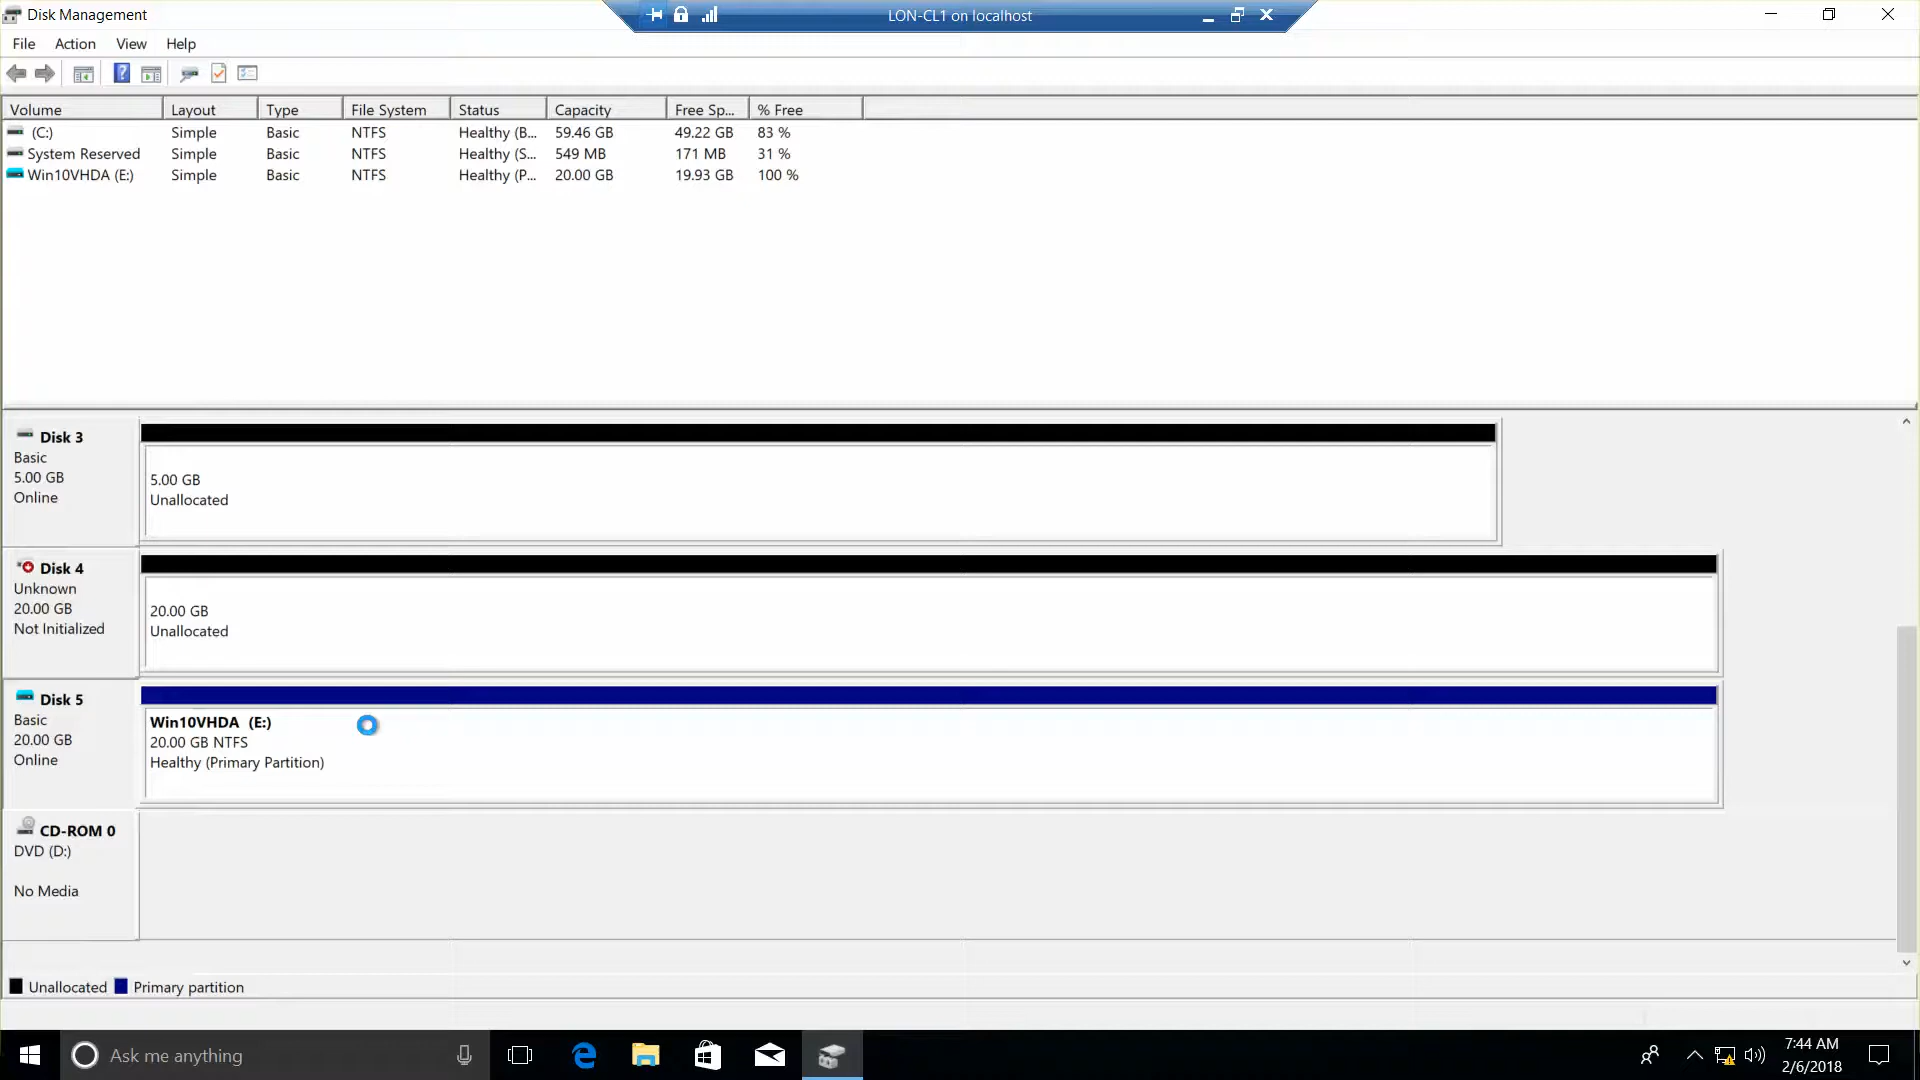 Disk Management
LON-CL1 on localhost
File Action View Help
Volume Layout Type File System Status Capacity Free Sp... % Free
(C:) Simple Basic NTFS Healthy (B... 59.46 GB 49.22 GB 83 %
System Reserved Simple Basic NTFS Healthy (S... 549 MB 171 MB 31 %
Win10VHDA (E:) Simple Basic NTFS Healthy (P... 20.00 GB 19.93 GB 100 %
Disk 3
Basic
5.00 GB
Online
5.00 GB
Unallocated
Disk 4
Unknown
20.00 GB
Not Initialized
20.00 GB
Unallocated
Disk 5
Basic
20.00 GB
Online
Win10VHDA (E:)
20.00 GB NTFS
Healthy (Primary Partition)
CD-ROM 0
DVD (D:)
No Media
Unallocated Primary partition
Ask me anything
7:44 AM
2/6/2018